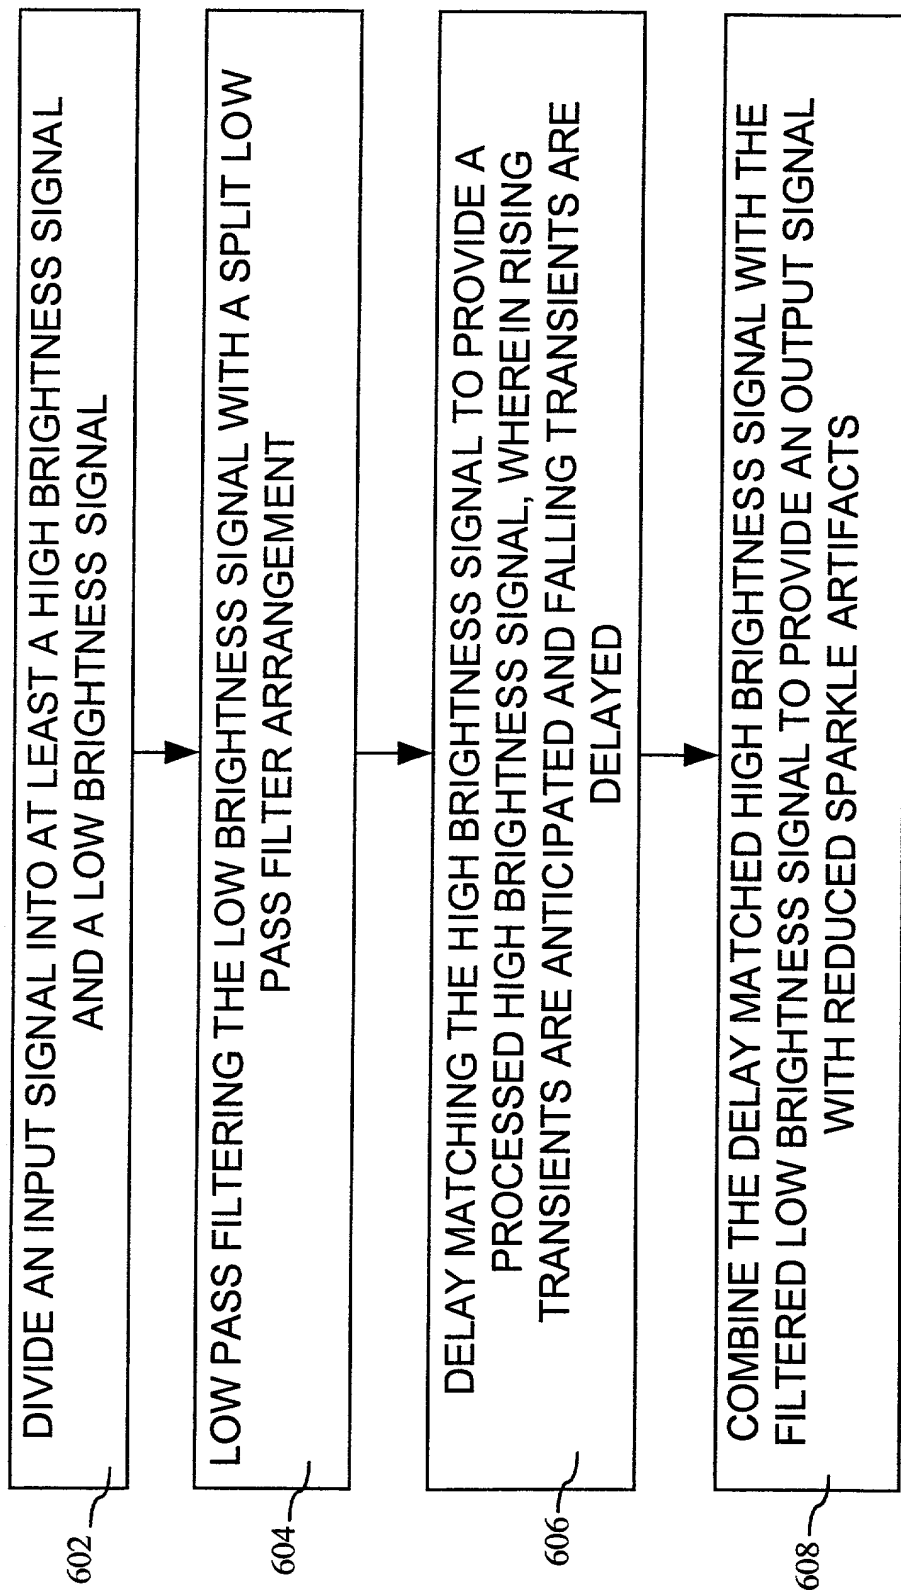 602
DIVIDE AN INPUT SIGNAL INTO AT LEAST A HIGH BRIGHTNESS SIGNAL
AND A LOW BRIGHTNESS SIGNAL
604
LOW PASS FILTERING THE LOW BRIGHTNESS SIGNAL WITH A SPLIT LOW
PASS FILTER ARRANGEMENT
606
DELAY MATCHING THE HIGH BRIGHTNESS SIGNAL TO PROVIDE A
PROCESSED HIGH BRIGHTNESS SIGNAL, WHEREIN RISING
TRANSIENTS ARE ANTICIPATED AND FALLING TRANSIENTS ARE
DELAYED
608
COMBINE THE DELAY MATCHED HIGH BRIGHTNESS SIGNAL WITH THE
FILTERED LOW BRIGHTNESS SIGNAL TO PROVIDE AN OUTPUT SIGNAL
WITH REDUCED SPARKLE ARTIFACTS